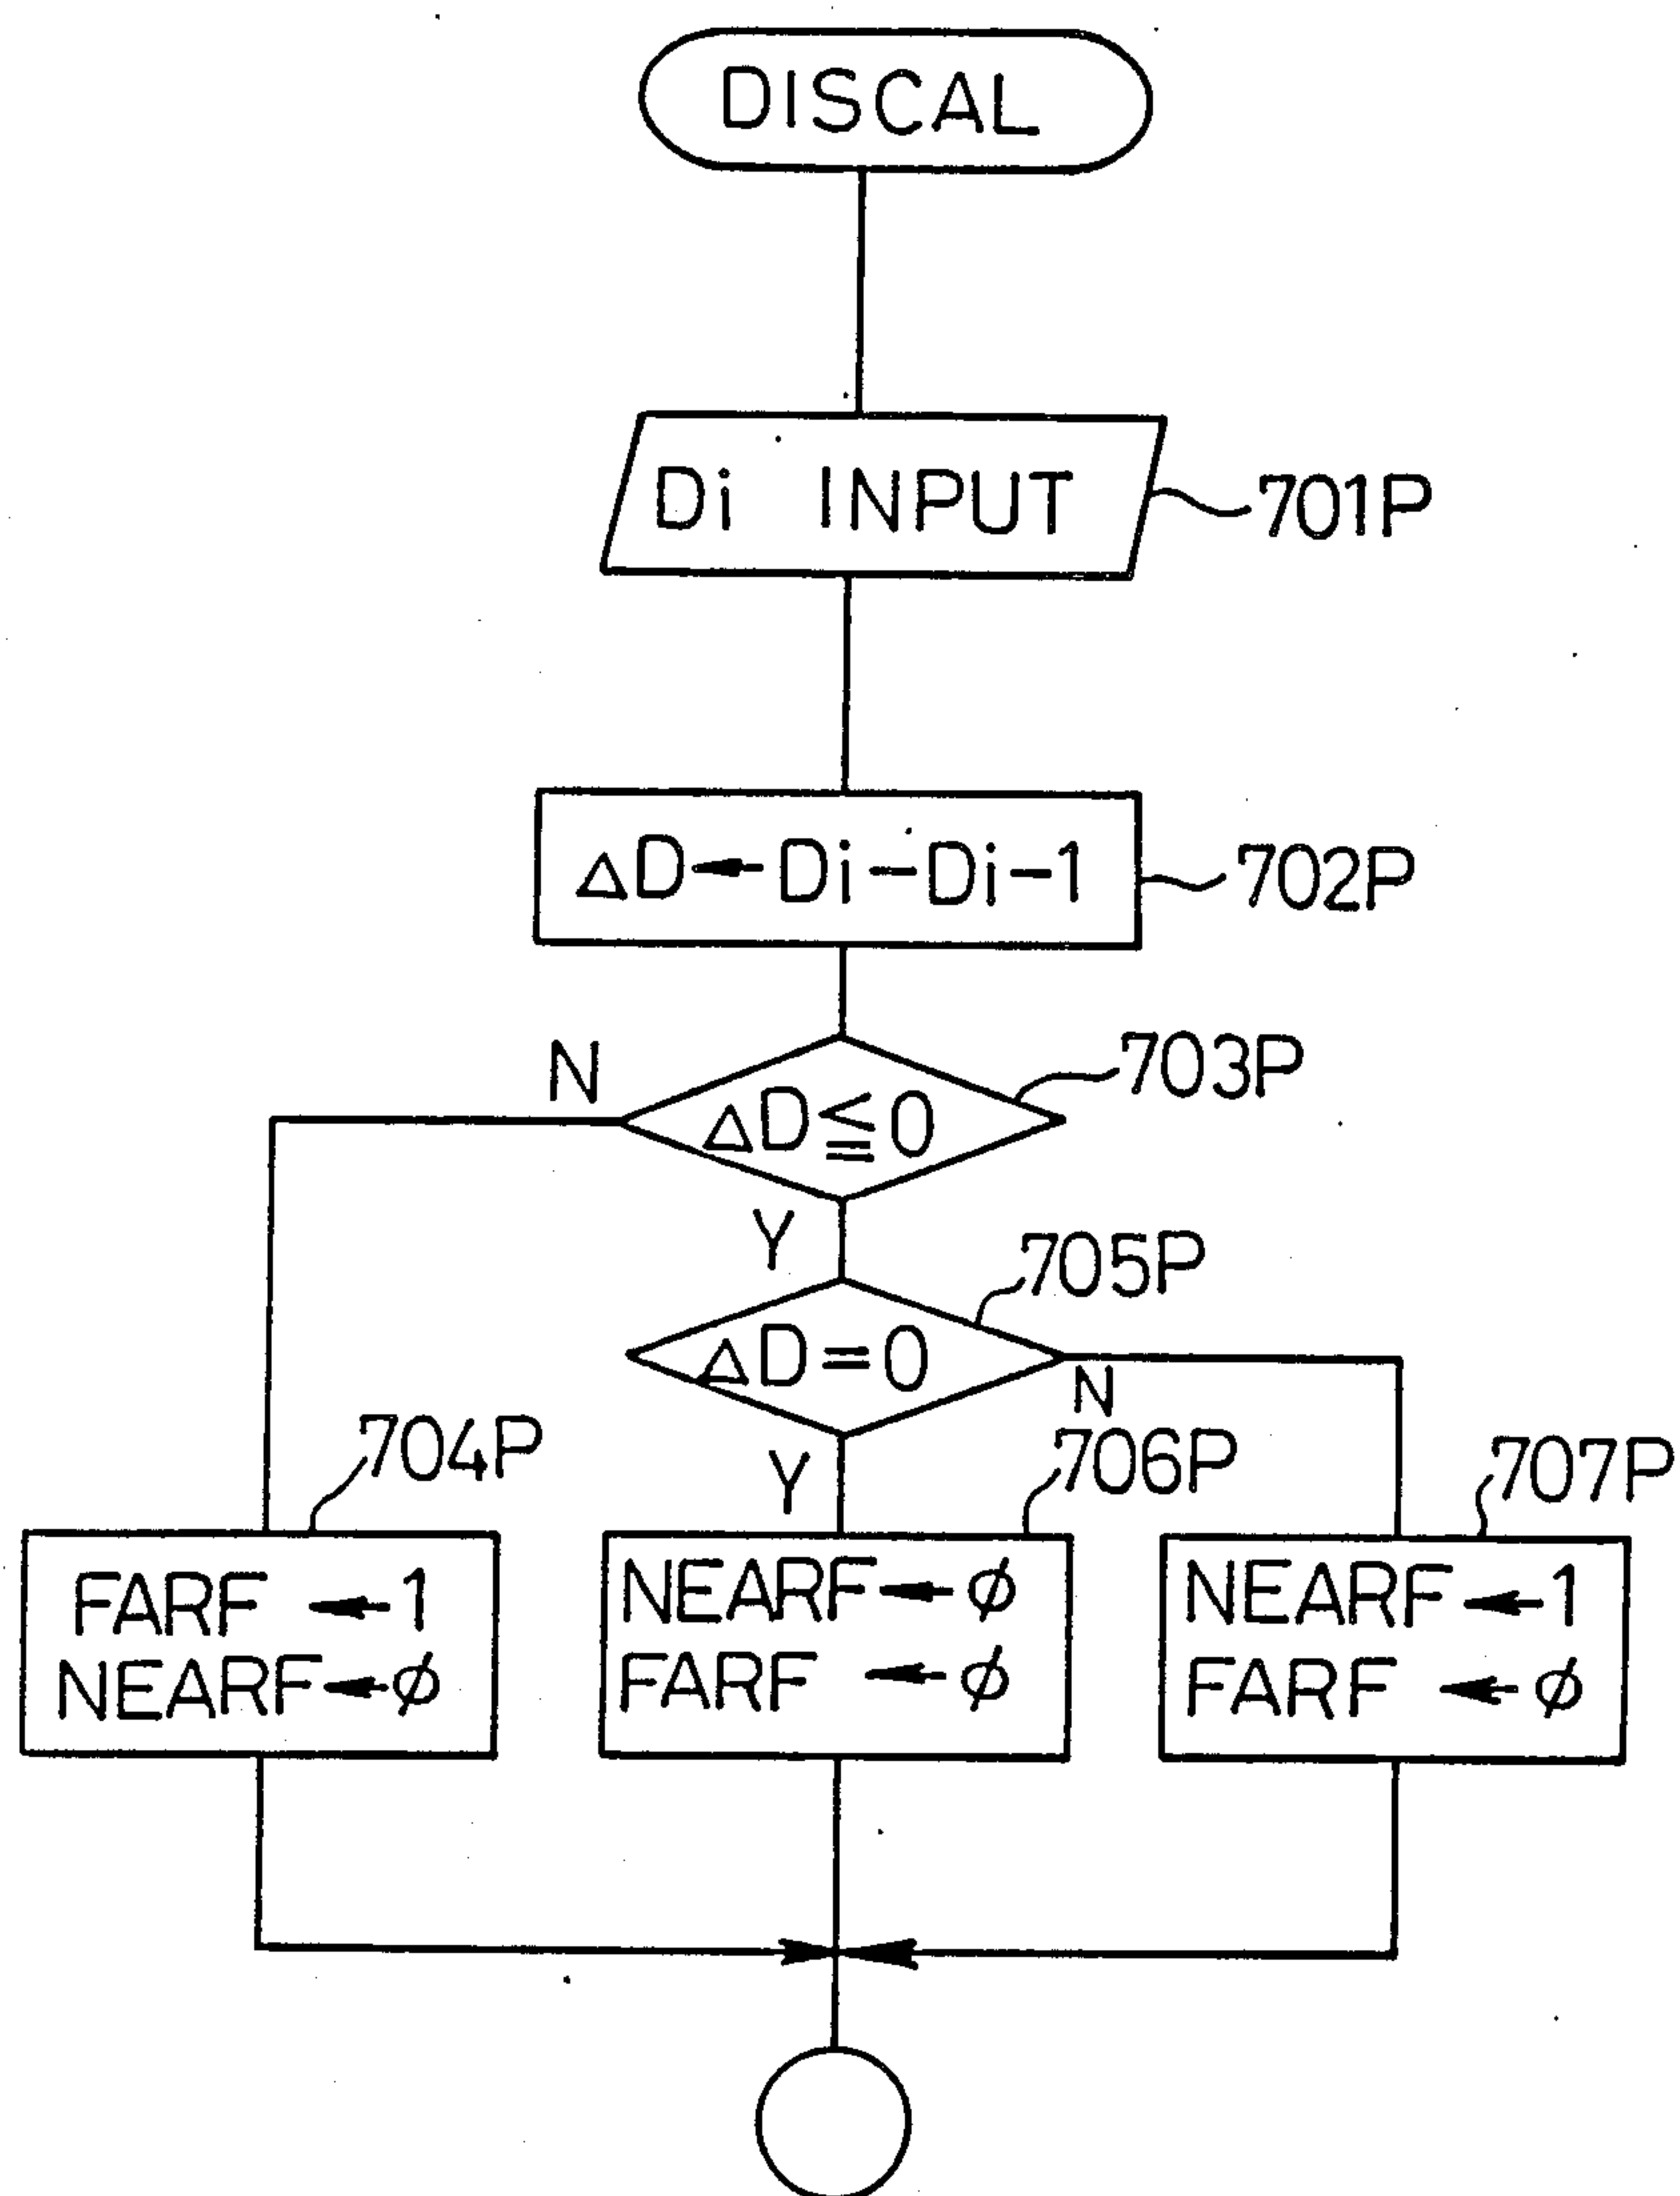 DISCAL
Di INPUT
701P
ΔD←Di-Di-1
702P
N
ΔD≦0
703P
Y
705P
ΔD=0
N
704P
Y
706P
707P
FARF ←1
NEARF←φ
NEARF←φ
FARF ←φ
NEARF←1
FARF ←φ